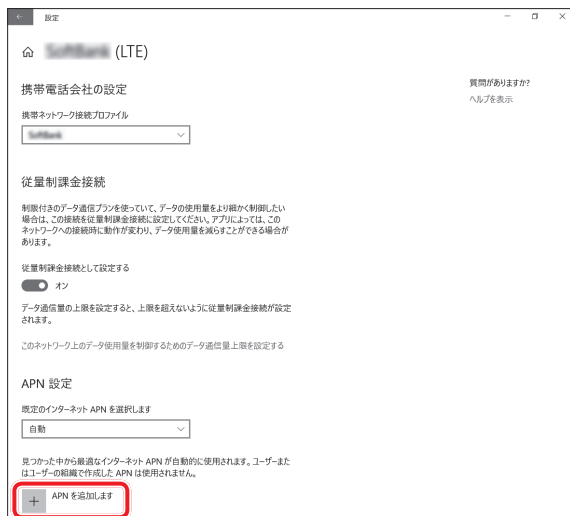 設定
(LTE)
携帯電話会社の設定
携帯ネットワーク接続プロファイル
従量制課金接続
制限付きのデータ通信プランを使っていて、データの使用量をより細かく制御したい
場合は、この接続を従量制課金接続に設定してください。アプリによっては、この
ネットワークへの接続時に動作が変わり、データ使用量を減らすことができる場合が
あります。
従量制課金接続として設定する
オン
データ通信量の上限を設定すると、上限を超えないように従量制課金接続が設定
されます。
このネットワーク上のデータ使用量を制御するためのデータ通信量上限を設定する
APN 設定
既定のインターネット APN を選択します
自動
見つかった中から最適なインターネット APN が自動的に使用されます。ユーザーまた
はユーザーの組織で作成した APN は使用されません。
APN を追加します
質問がありますか?
ヘルプを表示